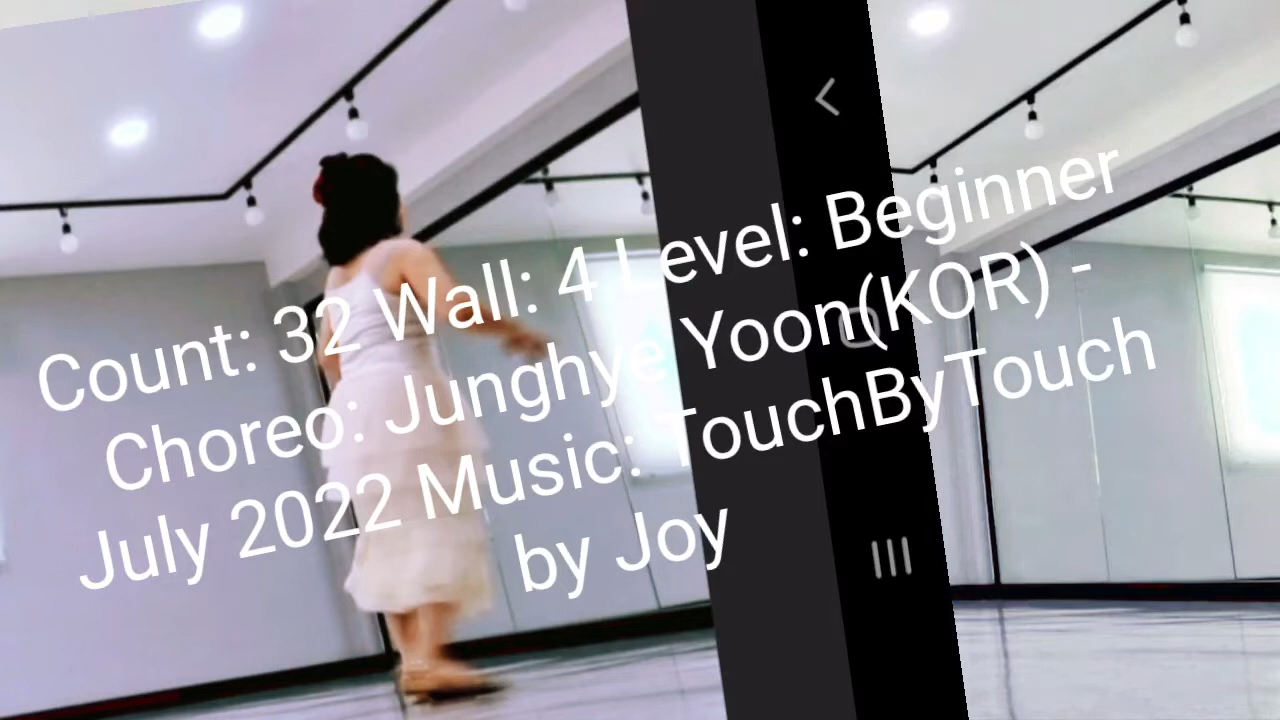 Count: 32 Wall: 4 Level: Beginner
Choreo: Junghye Yoon(KOR) -
July 2022 Music: TouchByTouch
by Joy